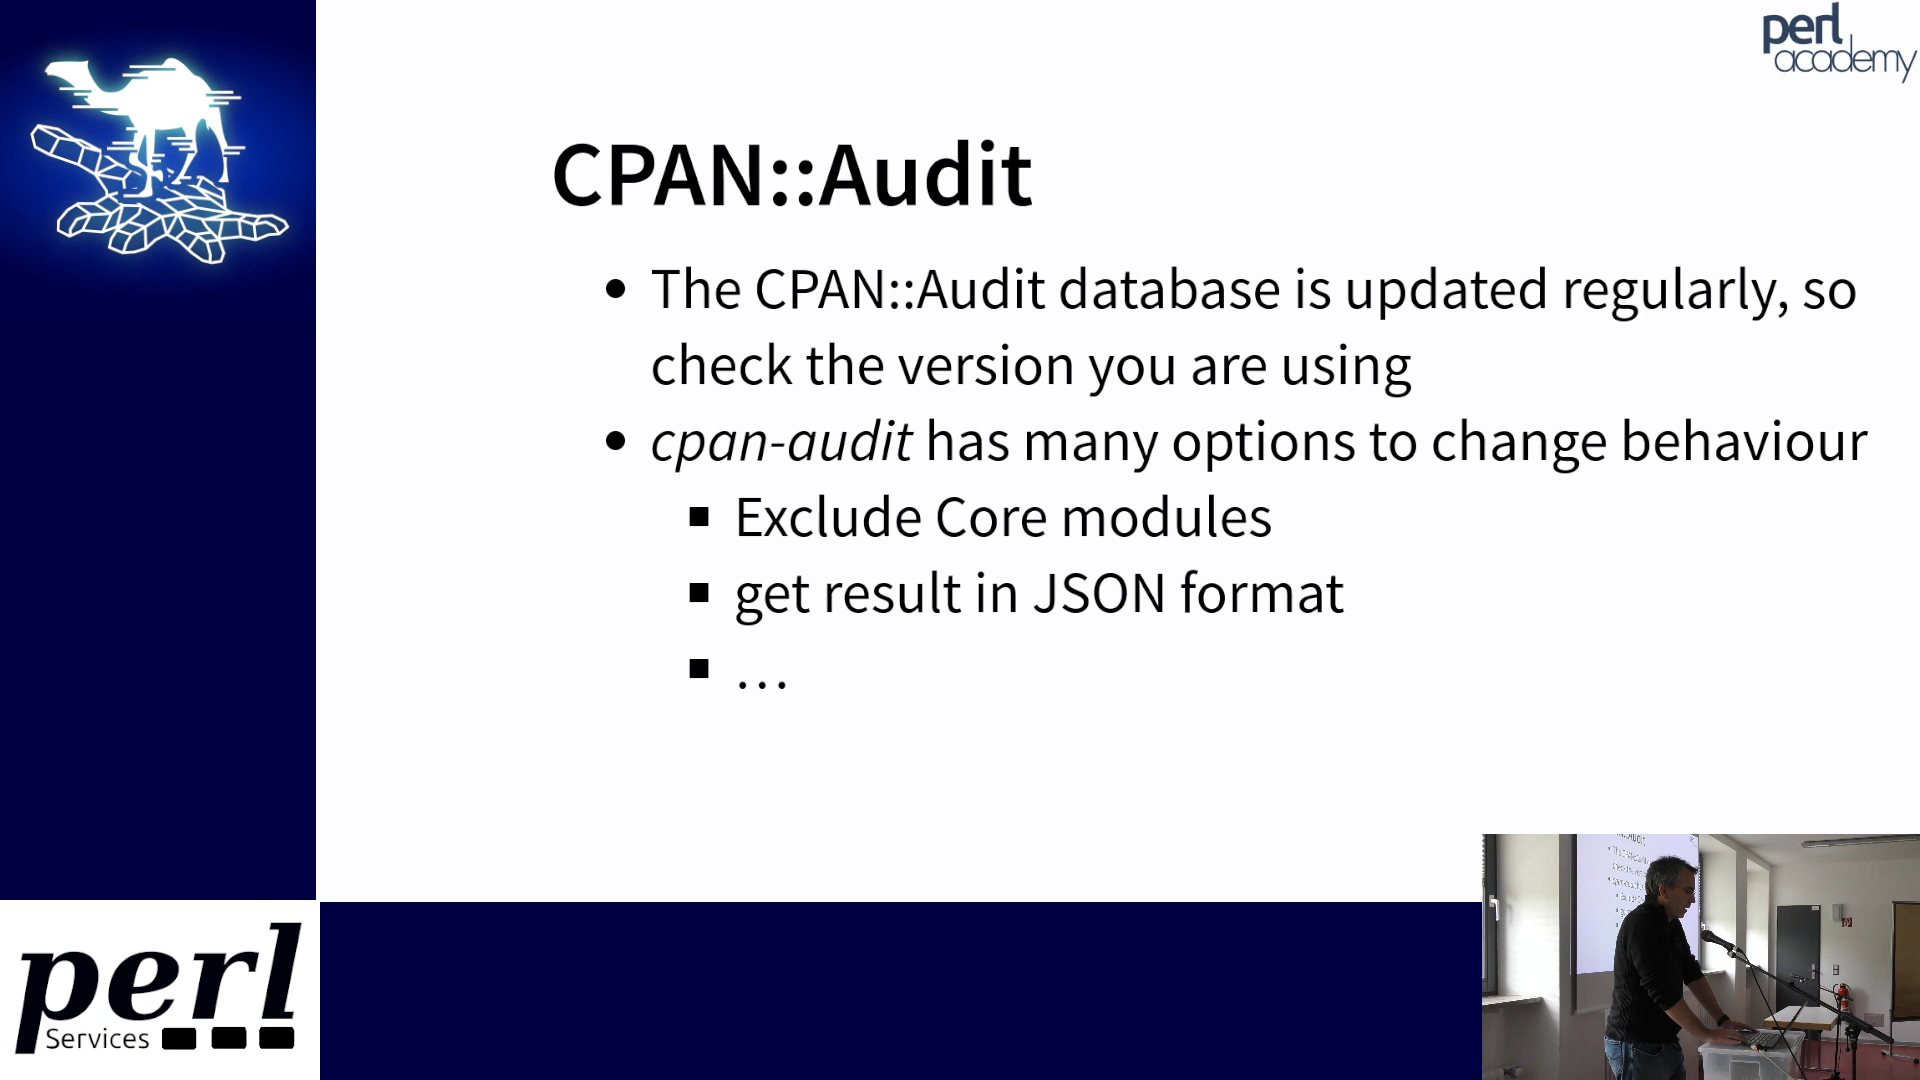 perl
academy
CPAN::Audit
• The CPAN::Audit database is updated regularly, so
check the version you are using
• cpan-audit has many options to change behaviour
▪ Exclude Core modules
▪ get result in JSON format
▪ …
perl
Services